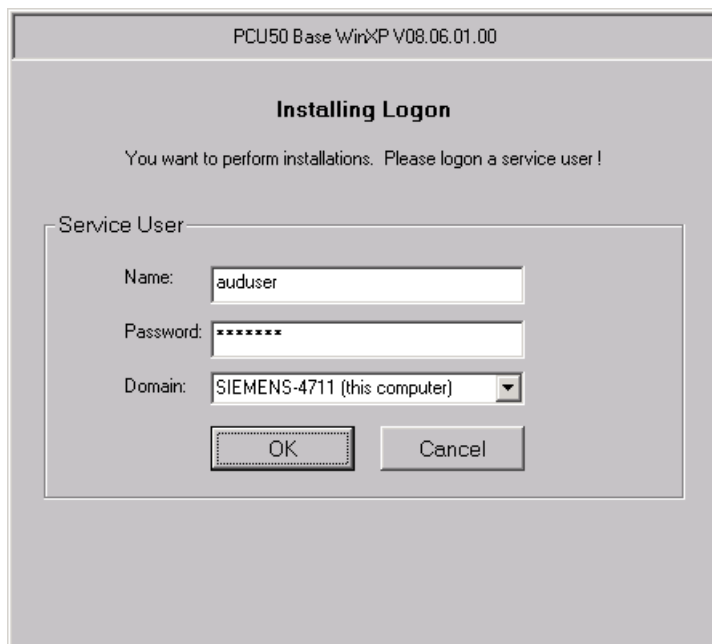 PCU50 Base WinXP V08.06.01.00
Installing Logon
You want to perform installations. Please logon a service user !
Service User
Name: auduser
Password: *******
Domain: SIEMENS-4711 (this computer)
OK Cancel